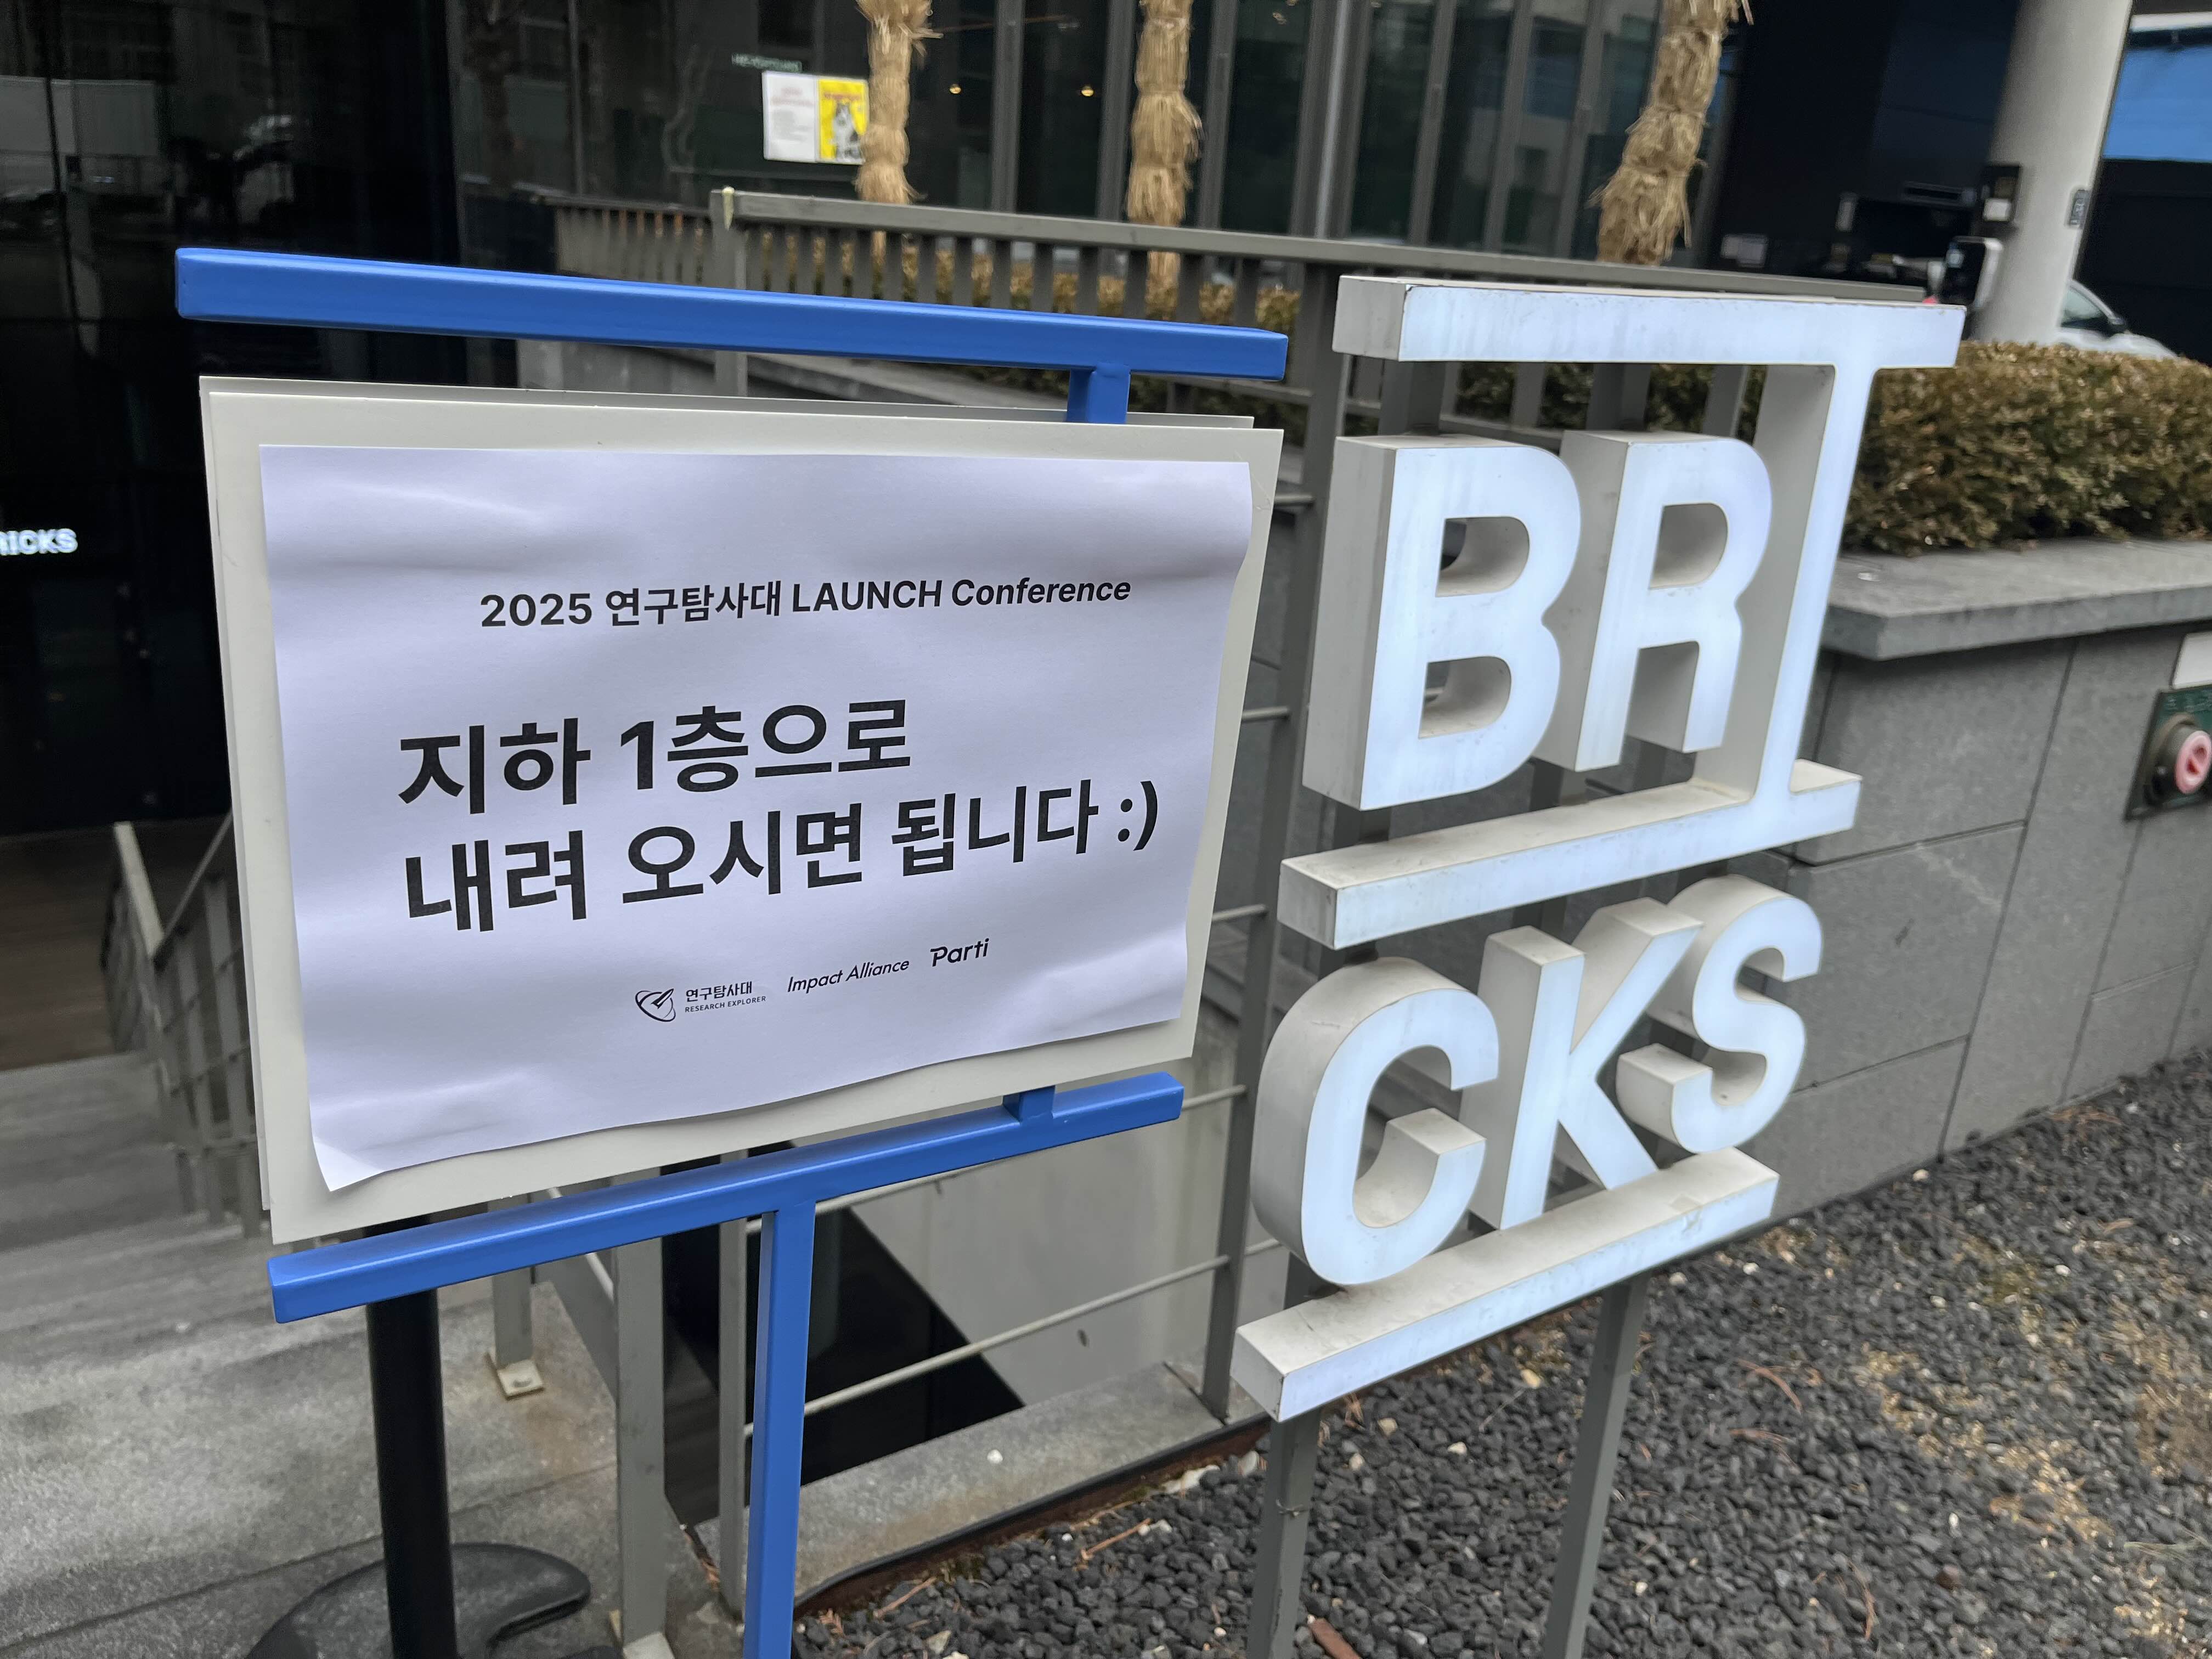 2025 연구탐사대 LAUNCH Conference
지하 1층으로
내려 오시면 됩니다 :)
연구탐사대
RESEARCH EXPLORER
Impact Alliance
Parti
BRI
CKS
RICKS